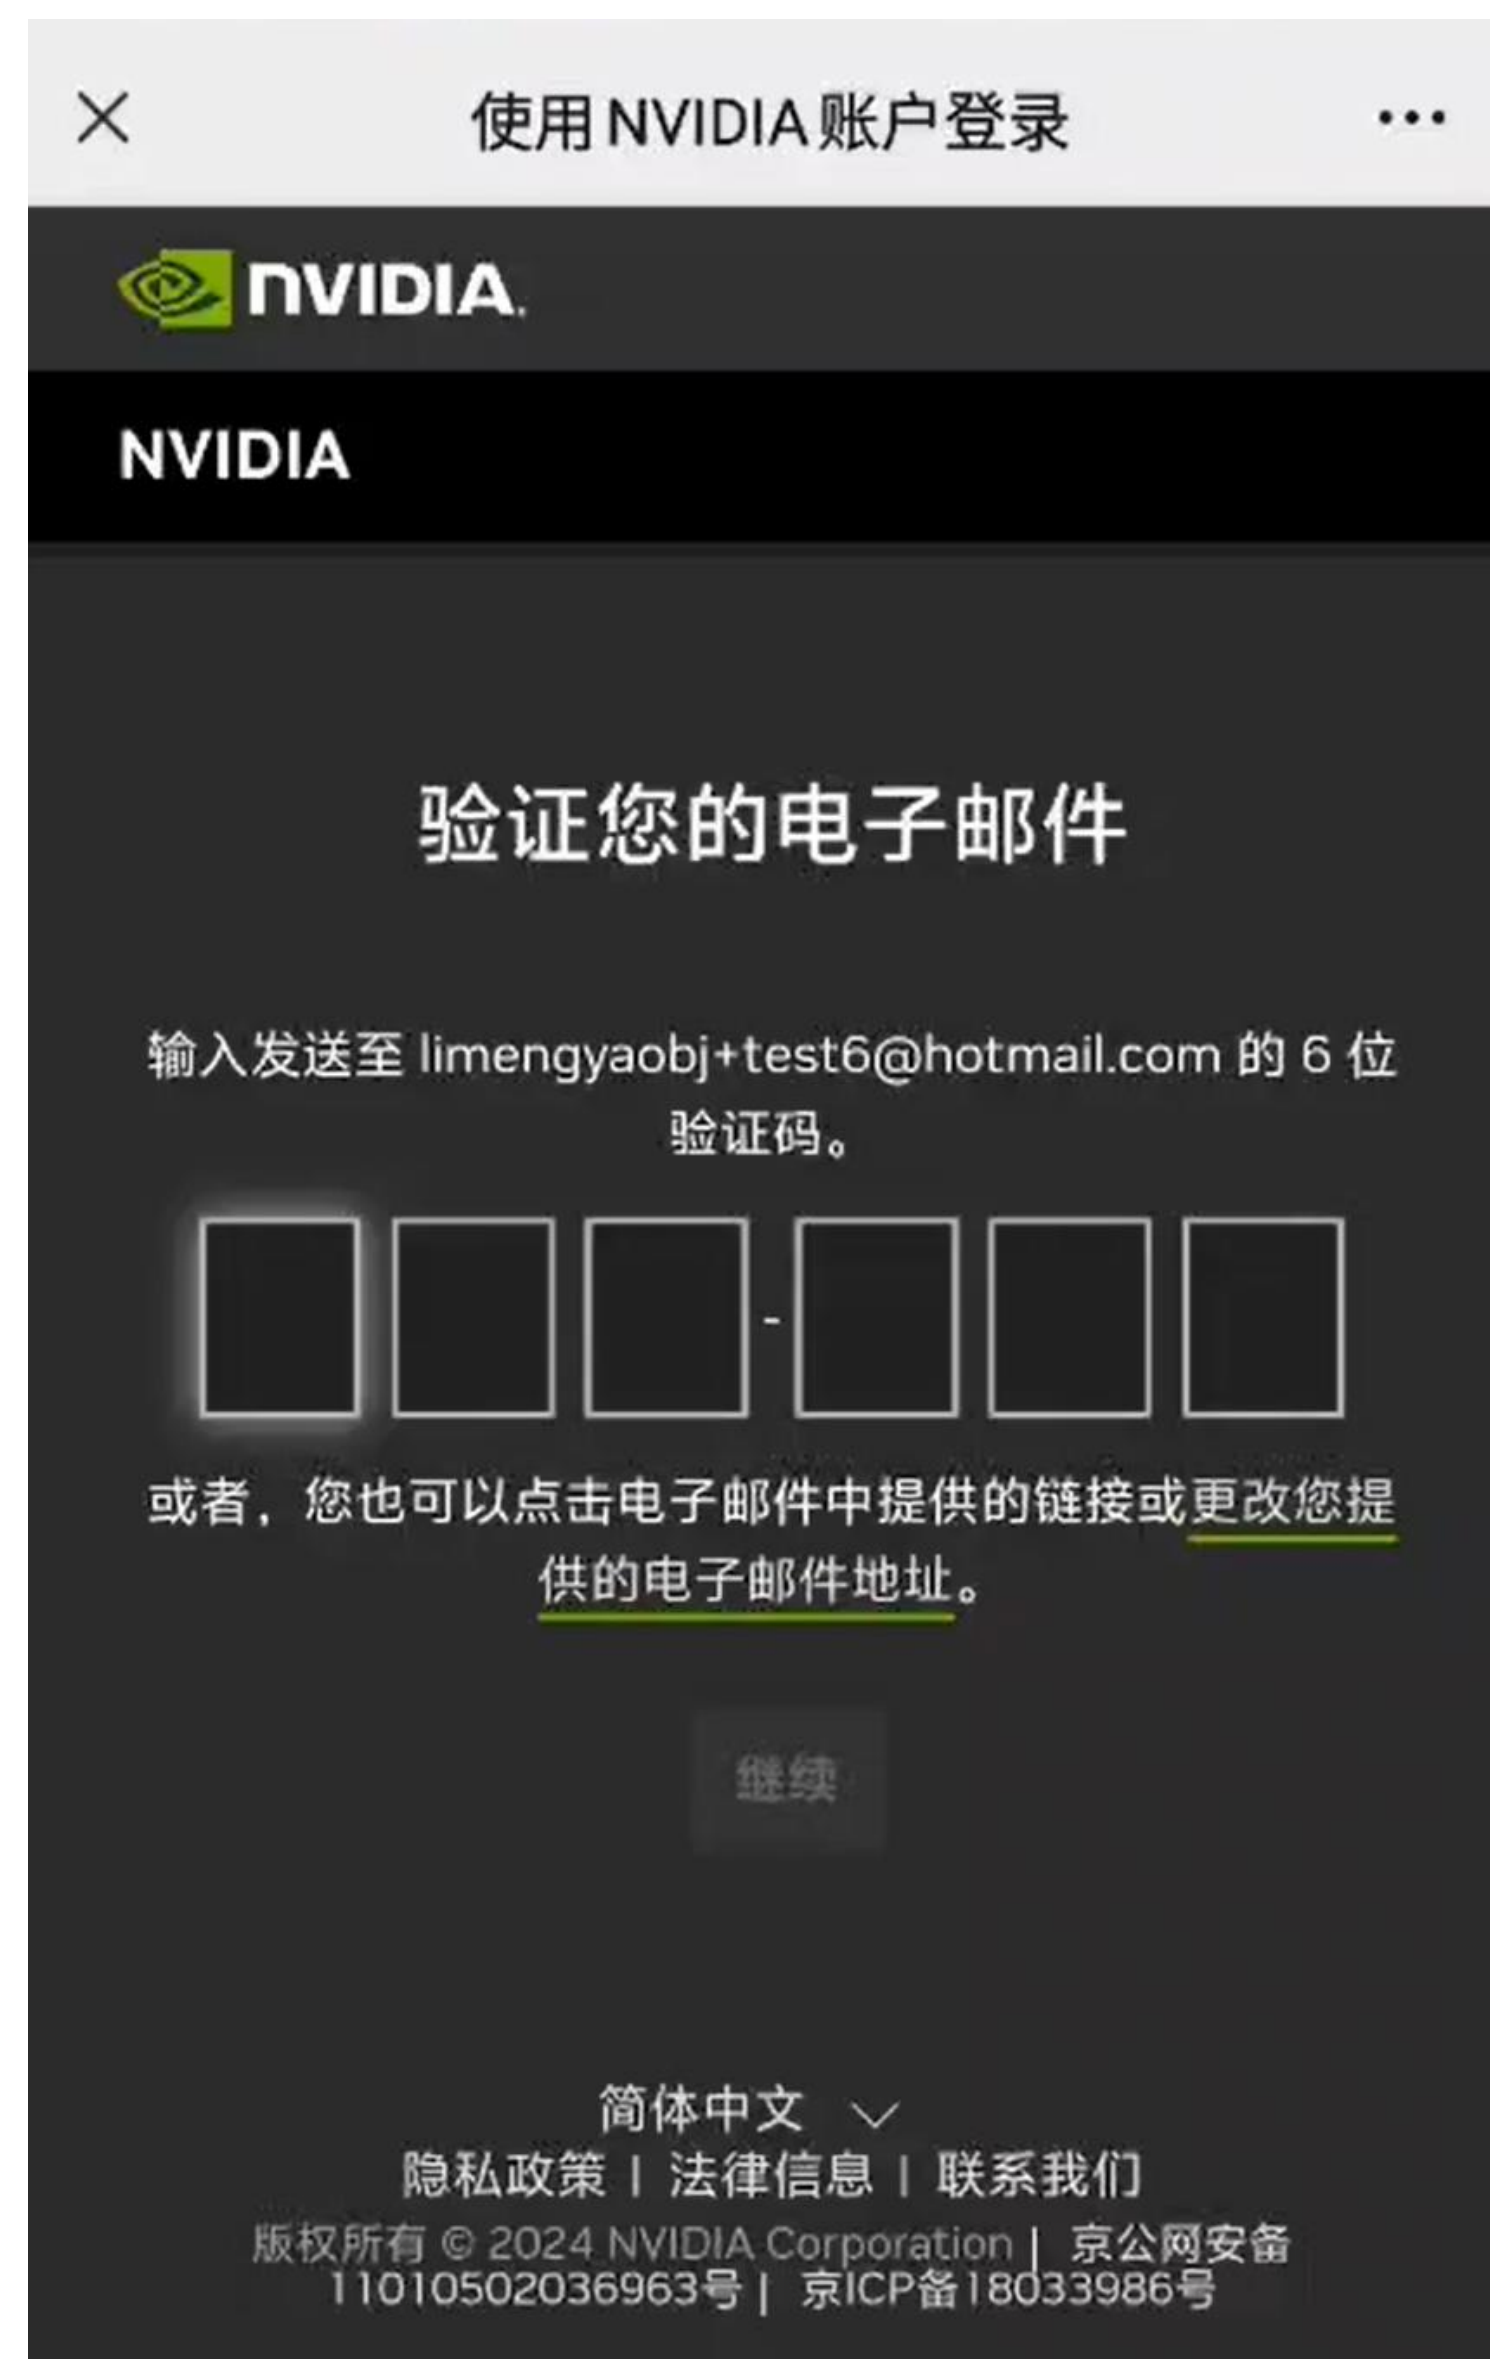 使用NVIDIA账户登录
NVIDIA.
NVIDIA
验证您的电子邮件
输入发送至 limengyaobj+test6@hotmail.com 的 6 位
验证码。
-
或者，您也可以点击电子邮件中提供的链接或更改您提
供的电子邮件地址。
继续
简体中文
隐私政策 | 法律信息 | 联系我们
版权所有 © 2024 NVIDIA Corporation | 京公网安备
11010502036963号 | 京ICP备18033986号